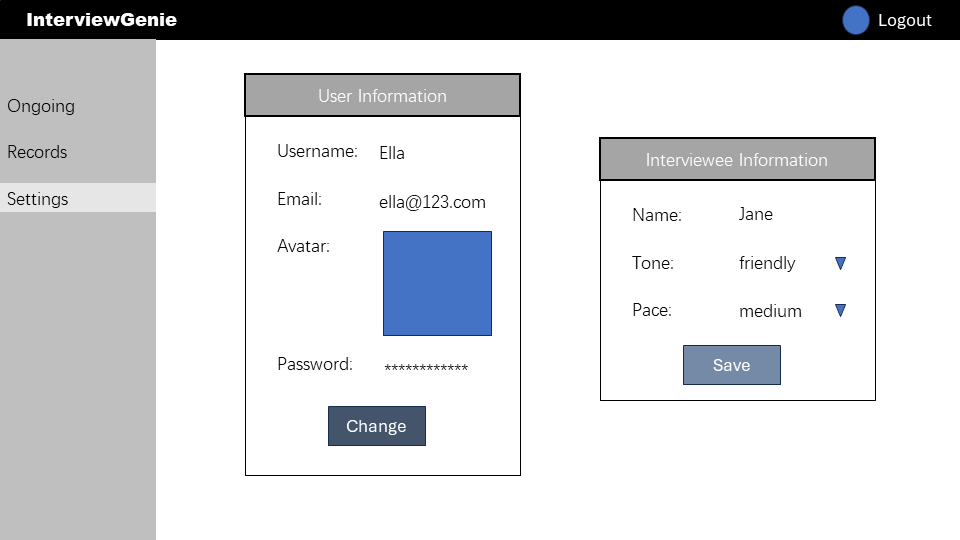 InterviewGenie
Logout
Ongoing
Records
Settings
User Information
Username: Ella
Email: ella@123.com
Avatar:
Password: ************
Change
Interviewee Information
Name: Jane
Tone: friendly
Pace: medium
Save